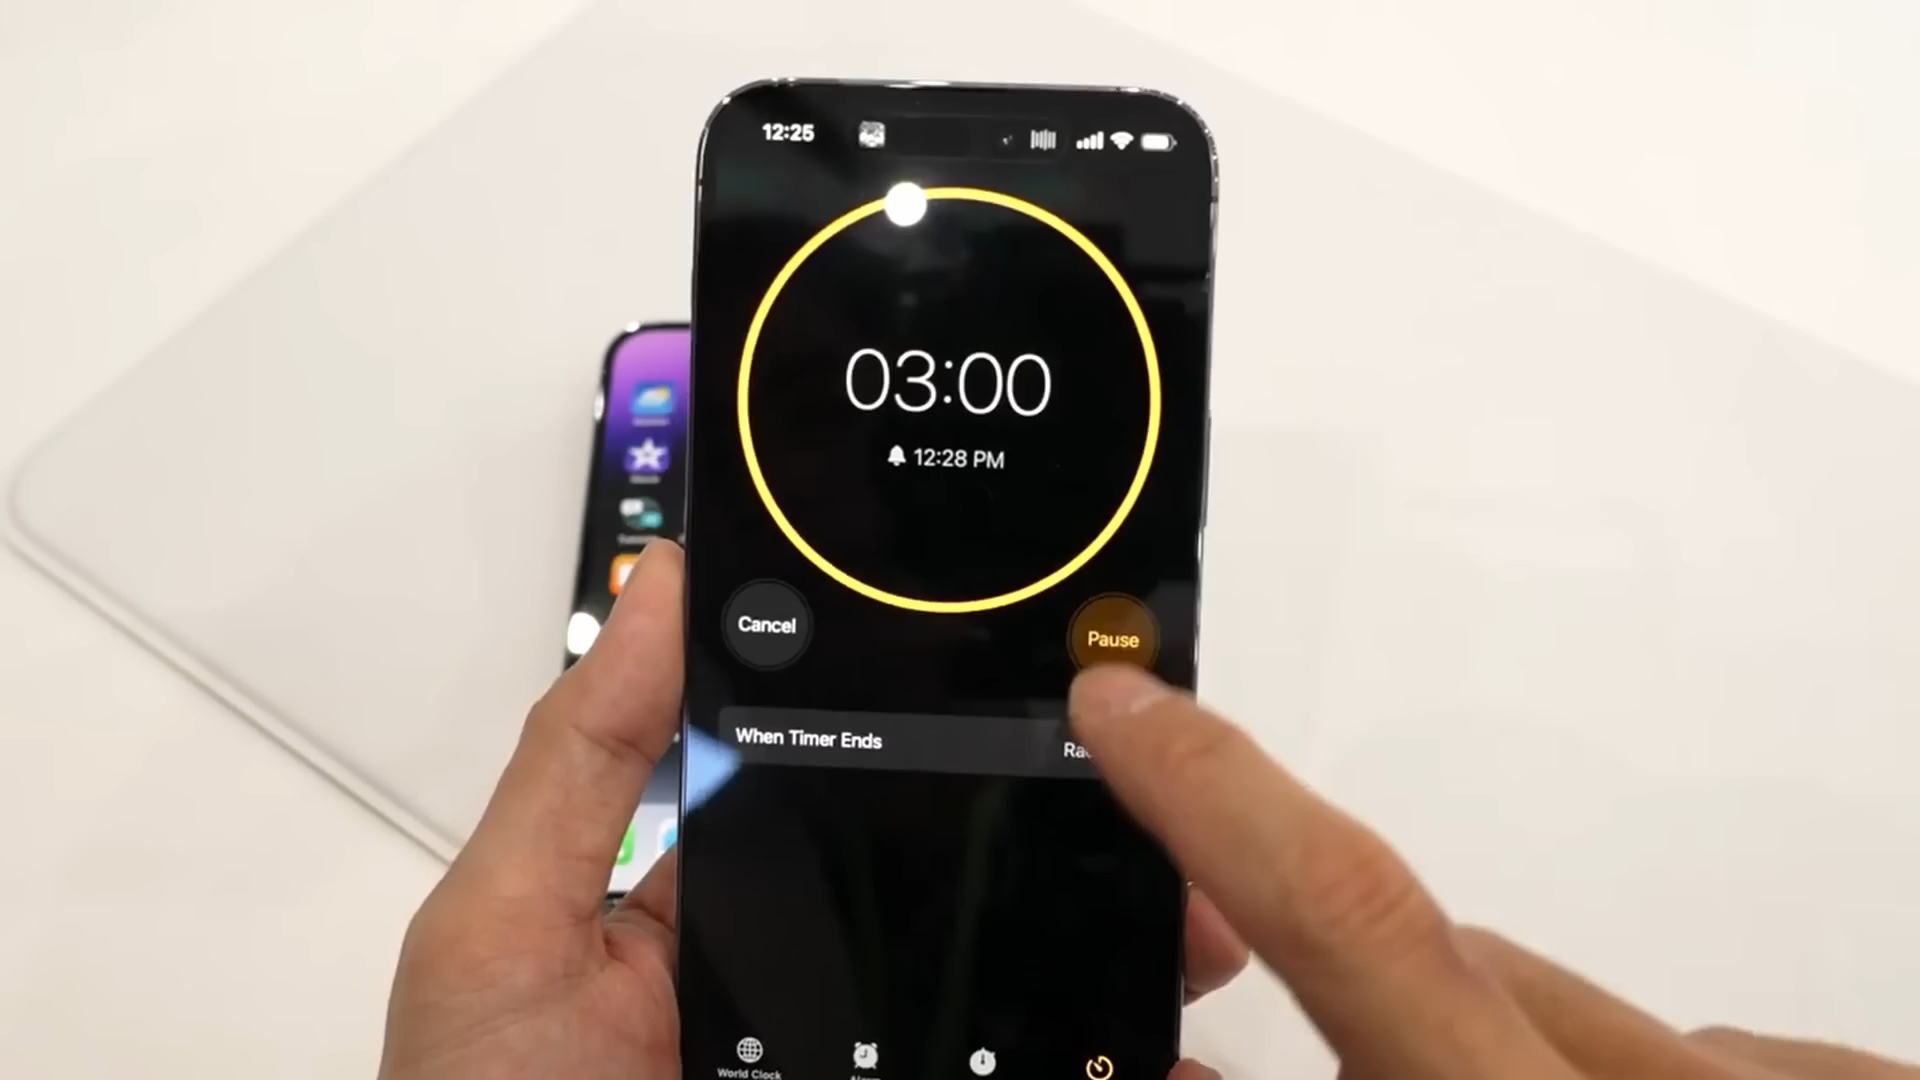 12:25
03:00
12:28 PM
Cancel
Pause
When Timer Ends
World Clock